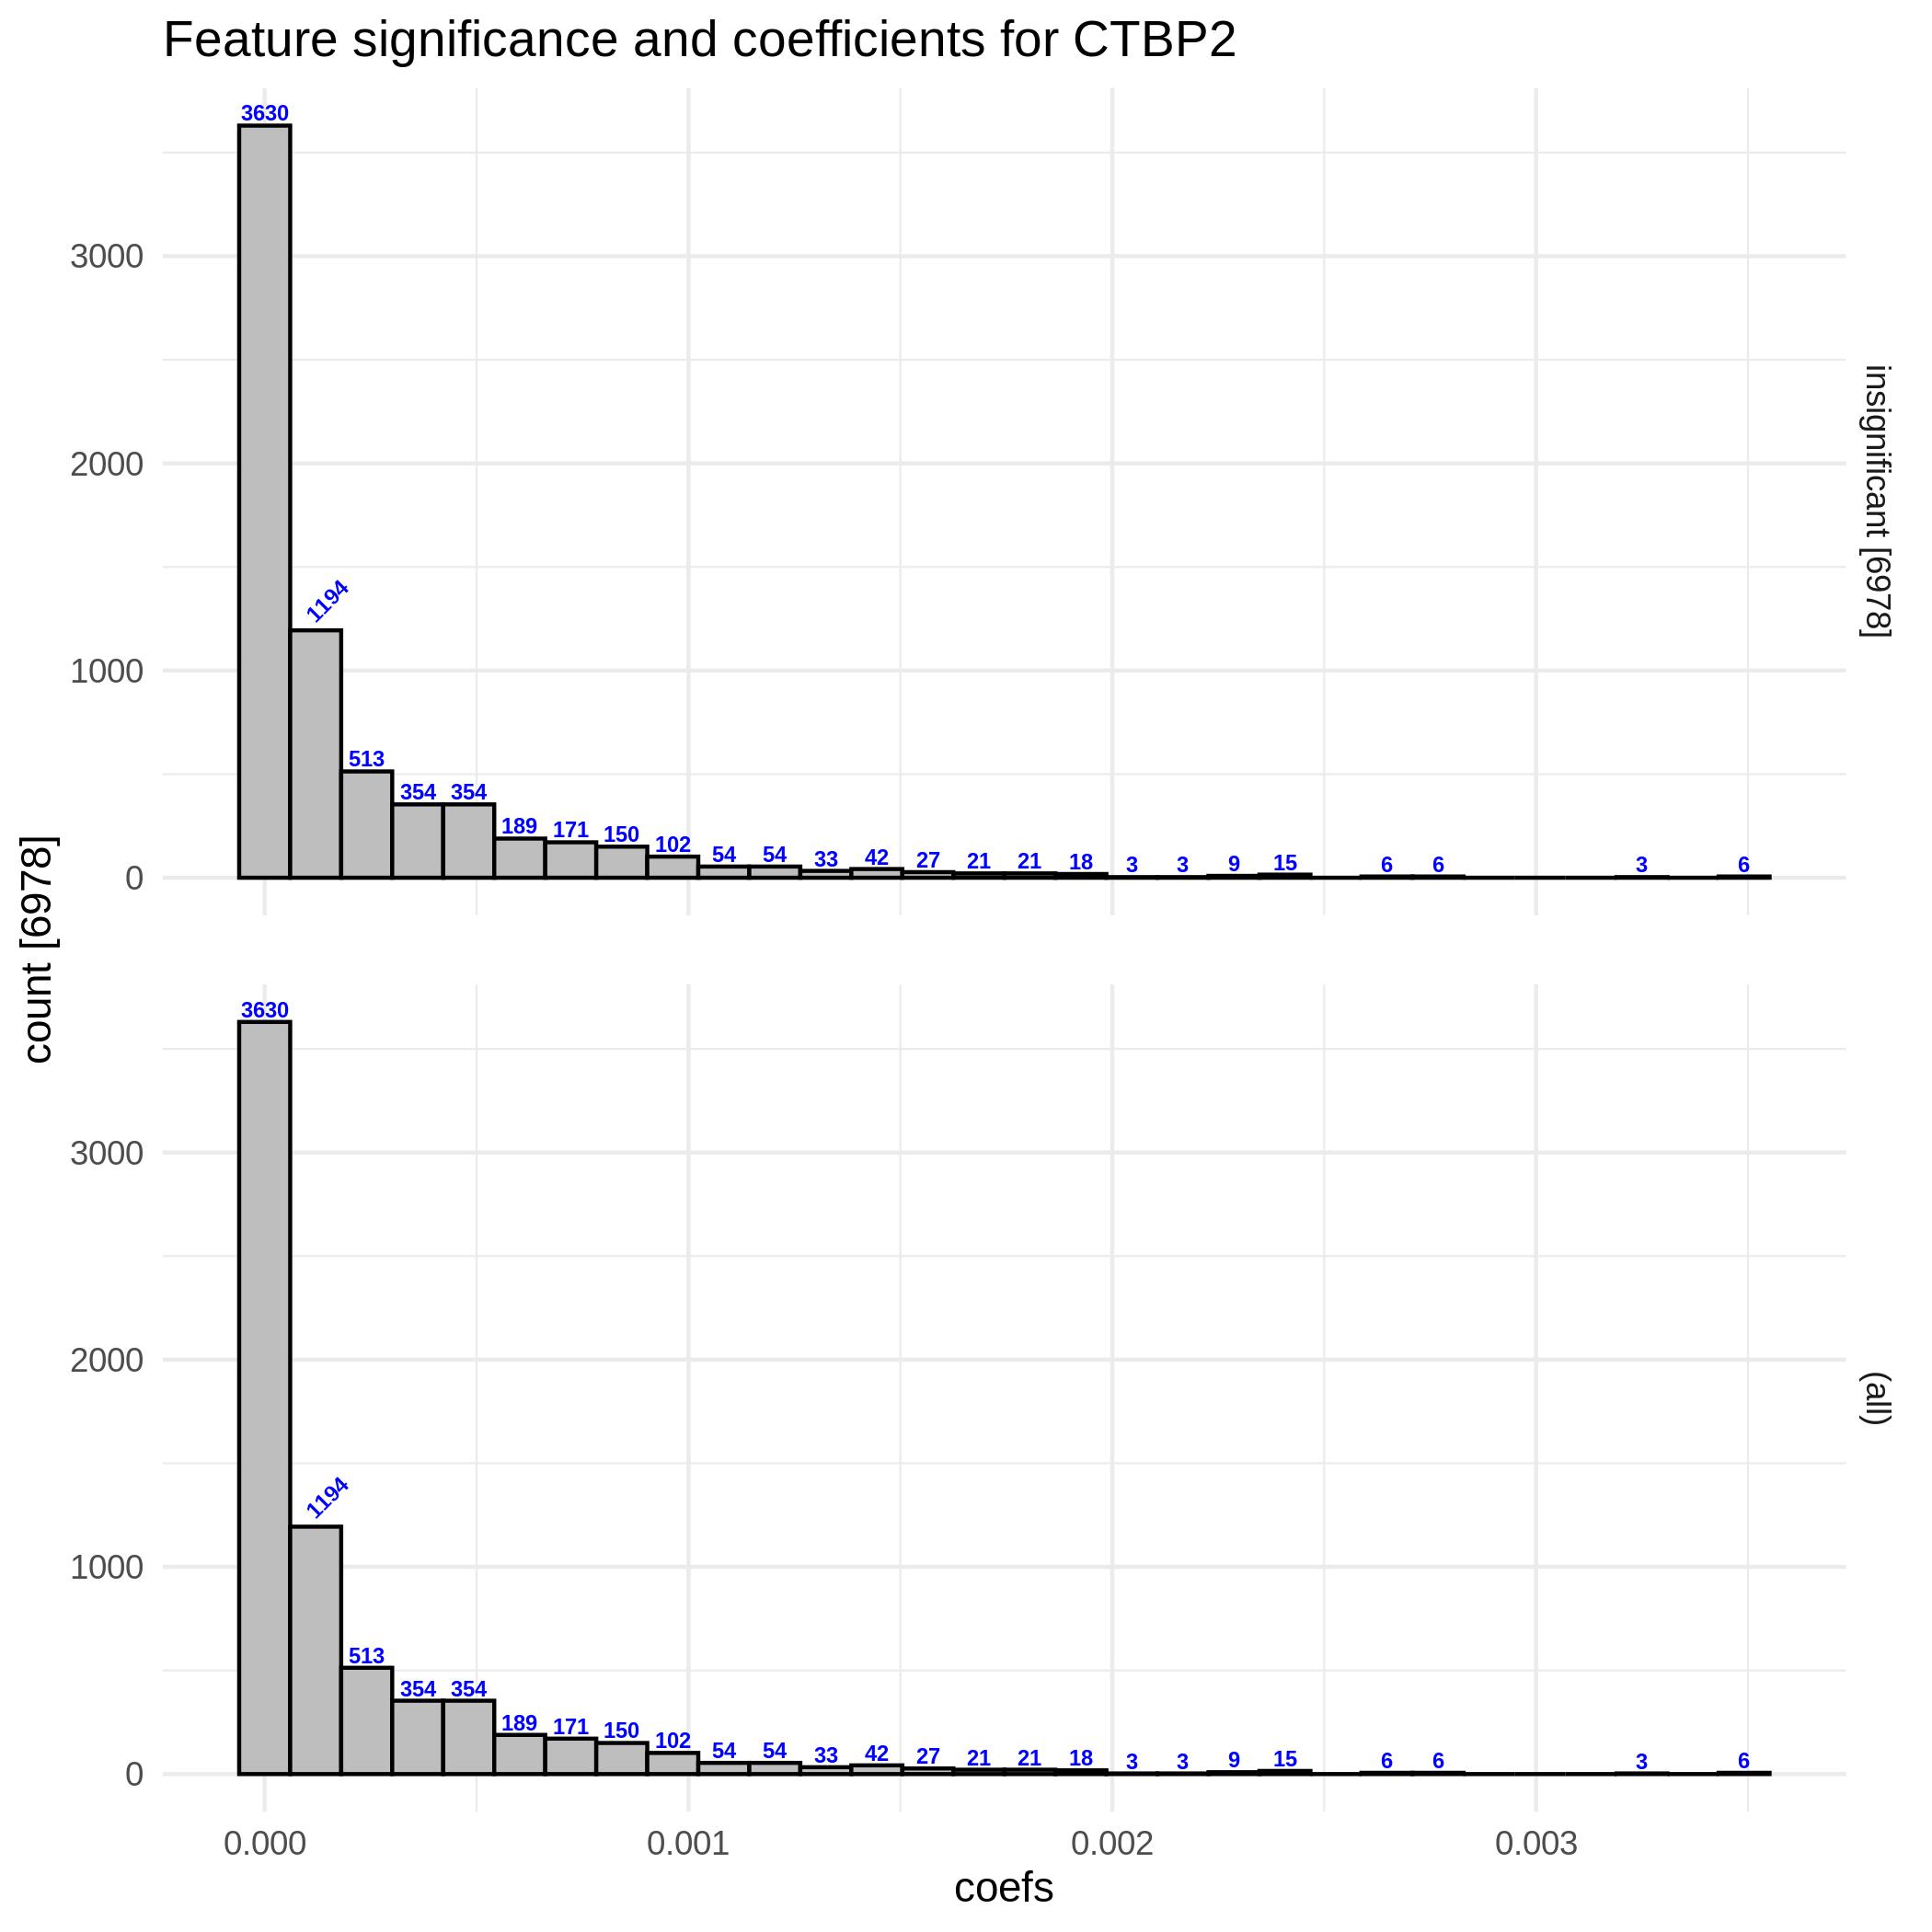 Feature significance and coefficients for CTBP2
3630
1194
513
354 354
189 171 150 102 54 54 33 42 27 21 21 18 3 3 9 15 6 6 3 6
3000
2000
1000
0
insignificant [6978]
count [6978]
3630
1194
513
354 354
189 171 150 102 54 54 33 42 27 21 21 18 3 3 9 15 6 6 3 6
3000
2000
1000
0
(all)
0.000 0.001 0.002 0.003
coefs